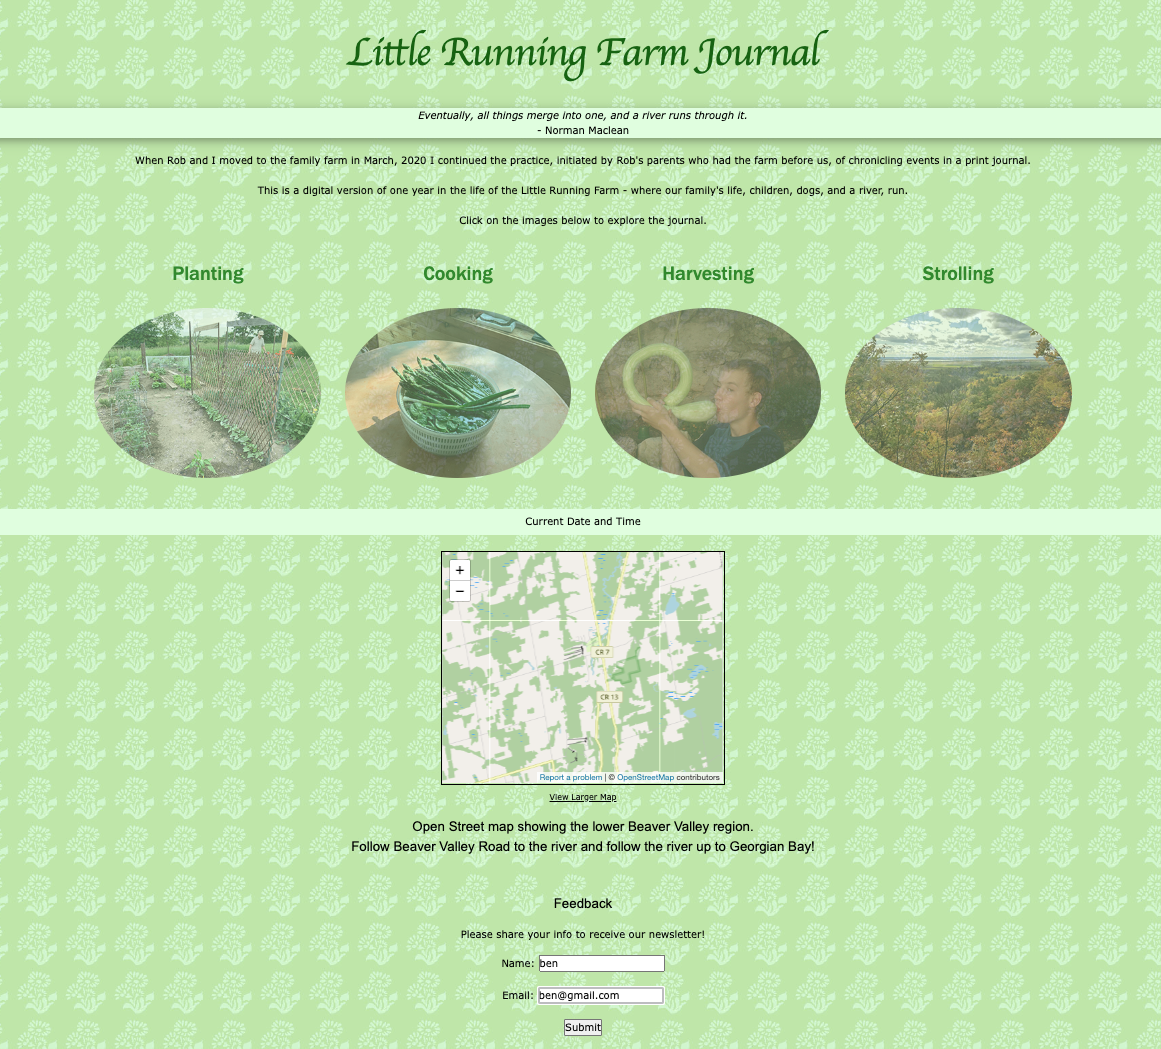 Little Running Farm Journal
Eventually, all things merge into one, and a river runs through it.
- Norman Maclean
When Rob and I moved to the family farm in March, 2020 I continued the practice, initiated by Rob's parents who had the farm before us, of chronicling events in a print journal.
This is a digital version of one year in the life of the Little Running Farm - where our family's life, children, dogs, and a river, run.
Click on the images below to explore the journal.
Planting Cooking Harvesting Strolling
Current Date and Time
+
−
CR 7
CR 13
Report a problem | © OpenStreetMap contributors
View Larger Map
Open Street map showing the lower Beaver Valley region.
Follow Beaver Valley Road to the river and follow the river up to Georgian Bay!
Feedback
Please share your info to receive our newsletter!
Name: ben
Email: ben@gmail.com
Submit